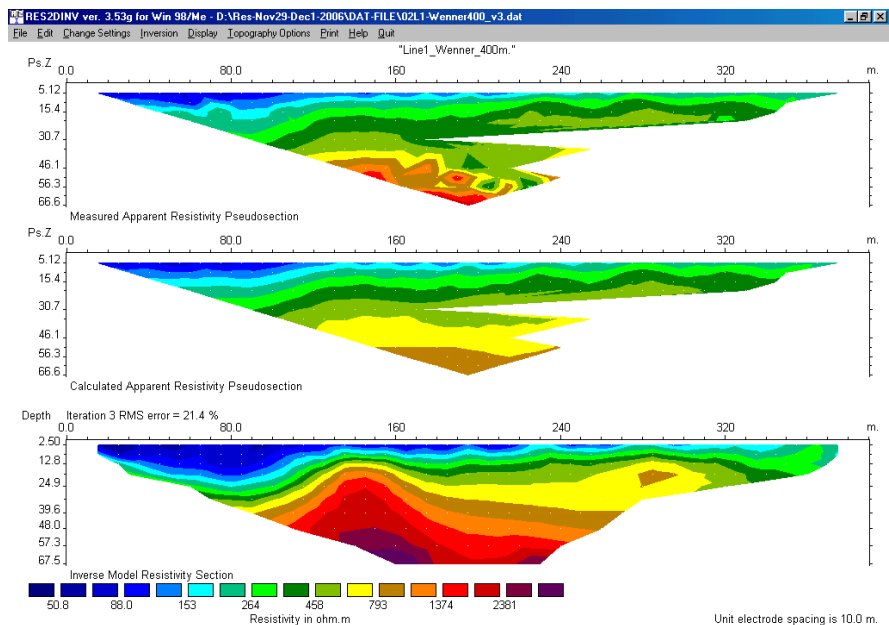 RES2DINV ver. 3.53g for Win 98/Me - D:\Res-Nov29-Dec1-2006\DAT-FILE\02L1-Wenner400_v3.dat
File Edit Change Settings Inversion Display Topography Options Print Help Quit
"Line1_Wenner_400m."
Ps.Z 0.0 80.0 160 240 320 m.
5.12
15.4
30.7
46.1
56.3
66.6
Measured Apparent Resistivity Pseudosection
Ps.Z 0.0 80.0 160 240 320 m.
5.12
15.4
30.7
46.1
56.3
66.6
Calculated Apparent Resistivity Pseudosection
Depth Iteration 3 RMS error = 21.4 %
0.0 80.0 160 240 320 m.
2.50
12.8
24.9
39.6
48.0
57.3
67.5
Inverse Model Resistivity Section
50.8 88.0 153 264 458 793 1374 2381
Resistivity in ohm.m
Unit electrode spacing is 10.0 m.